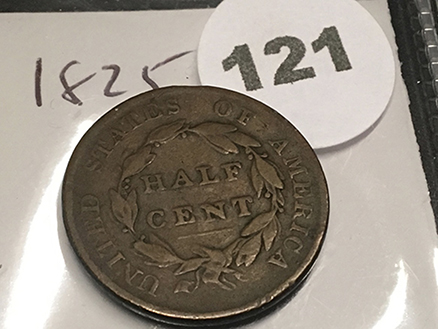 1825
121
UNITED STATES OF AMERICA
HALF
CENT